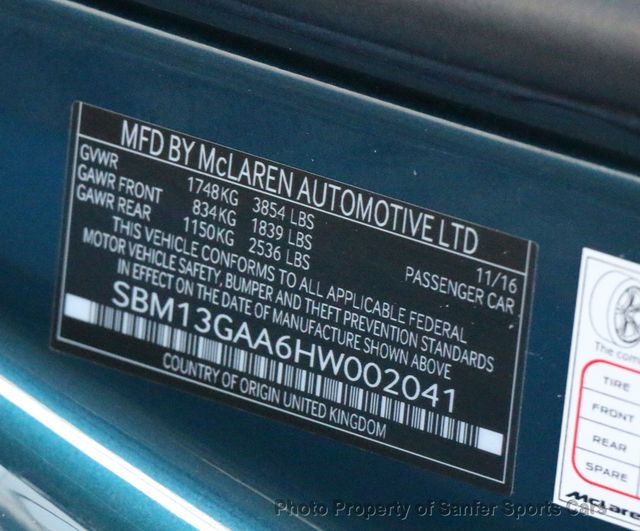 MFD BY McLAREN AUTOMOTIVE LTD
GVWR 1748KG 3854 LBS 11/16
GAWR FRONT 834KG 1839 LBS PASSENGER CAR
GAWR REAR 1150KG 2536 LBS
THIS VEHICLE CONFORMS TO ALL APPLICABLE FEDERAL
MOTOR VEHICLE SAFETY, BUMPER AND THEFT PREVENTION STANDARDS
IN EFFECT ON THE DATE OF MANUFACTURE SHOWN ABOVE
SBM13GAA6HW002041
COUNTRY OF ORIGIN UNITED KINGDOM
The com
TIRE
FRONT
REAR
SPARE
McLare
Photo Property of Sanfer Sports Cars